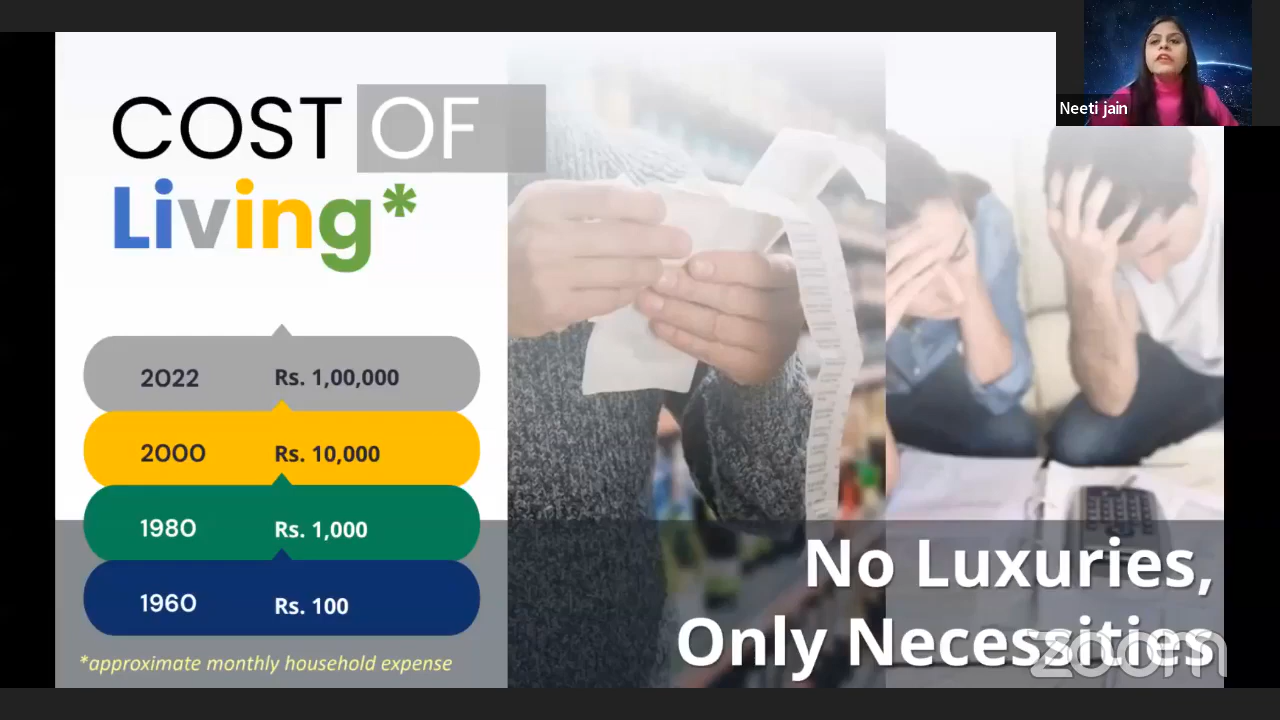 COST OF
Living*
2022 Rs. 1,00,000
2000 Rs. 10,000
1980 Rs. 1,000
1960 Rs. 100
*approximate monthly household expense
No Luxuries,
Only Necessities
zoom
Neeti jain